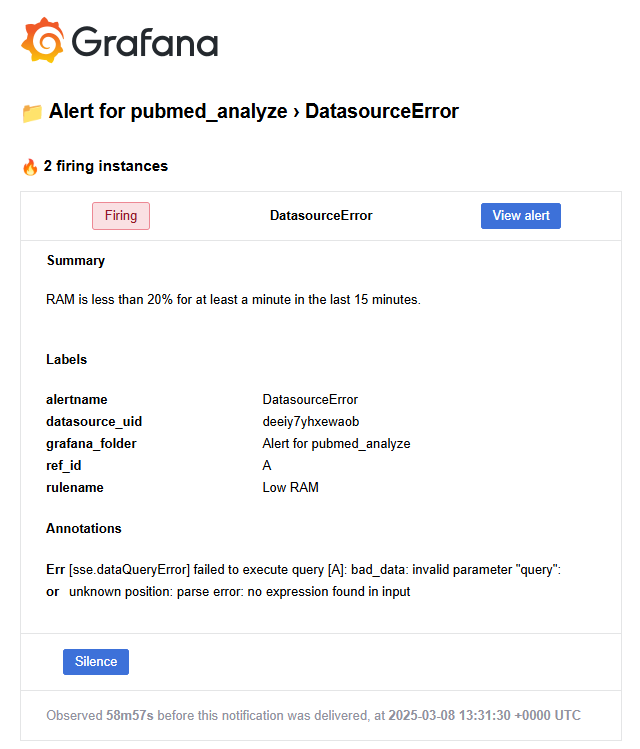 Grafana
Alert for pubmed_analyze › DatasourceError
2 firing instances
Firing DatasourceError View alert
Summary
RAM is less than 20% for at least a minute in the last 15 minutes.
Labels
alertname DatasourceError
datasource_uid deeiy7yhxewaob
grafana_folder Alert for pubmed_analyze
ref_id A
rulename Low RAM
Annotations
Err [sse.dataQueryError] failed to execute query [A]: bad_data: invalid parameter "query":
or unknown position: parse error: no expression found in input
Silence
Observed 58m57s before this notification was delivered, at 2025-03-08 13:31:30 +0000 UTC